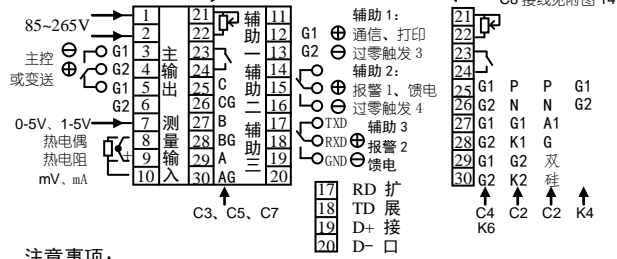 C8 接线见附图 14
85~265V 1 21 辅 11 辅助 1： 21
2 22 助 12 G1 ⊕ 通信、打印 22
主控 ⊖ G1 3 主 23 一 13 G2 ⊖ 过零触发 3 23
或变送 ⊕ G2 4 输 24 辅 14 辅助 2： 24
G1 5 出 25 C 助 15 ⊕ 报警 1、馈电 25 G1 P P G1
G2 6 26 CG 二 16 ⊖ 过零触发 4 26 G2 N N G2
0-5V、1-5V 7 测 27 B 辅 17 TXD 辅助 3 27 G1 G1 A1
热电偶 8 量 28 BG 助 18 RXD ⊕ 报警 2 28 G2 K1 G
热电阻 9 输 29 A 三 19 GND ⊖ 馈电 29 G1 G2 双
mV、mA 10 入 30 AG 20 30 G2 K2 硅
C3、C5、C7
17 RD 扩
18 TD 展
19 D+ 接
20 D− 口
C4 C2 C2 K4
K6
注意事项：